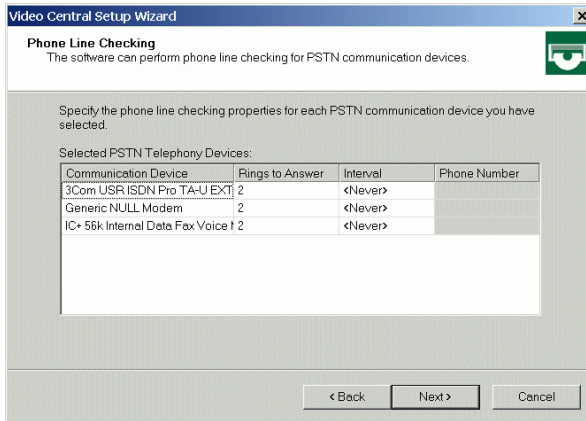 Video Central Setup Wizard
Phone Line Checking
The software can perform phone line checking for PSTN communication devices.
Specify the phone line checking properties for each PSTN communication device you have
selected.
Selected PSTN Telephony Devices:
Communication Device Rings to Answer Interval Phone Number
3Com USR ISDN Pro TA-U EXT 2 <Never>
Generic NULL Modem 2 <Never>
IC+ 56k Internal Data Fax Voice 2 <Never>
< Back Next > Cancel